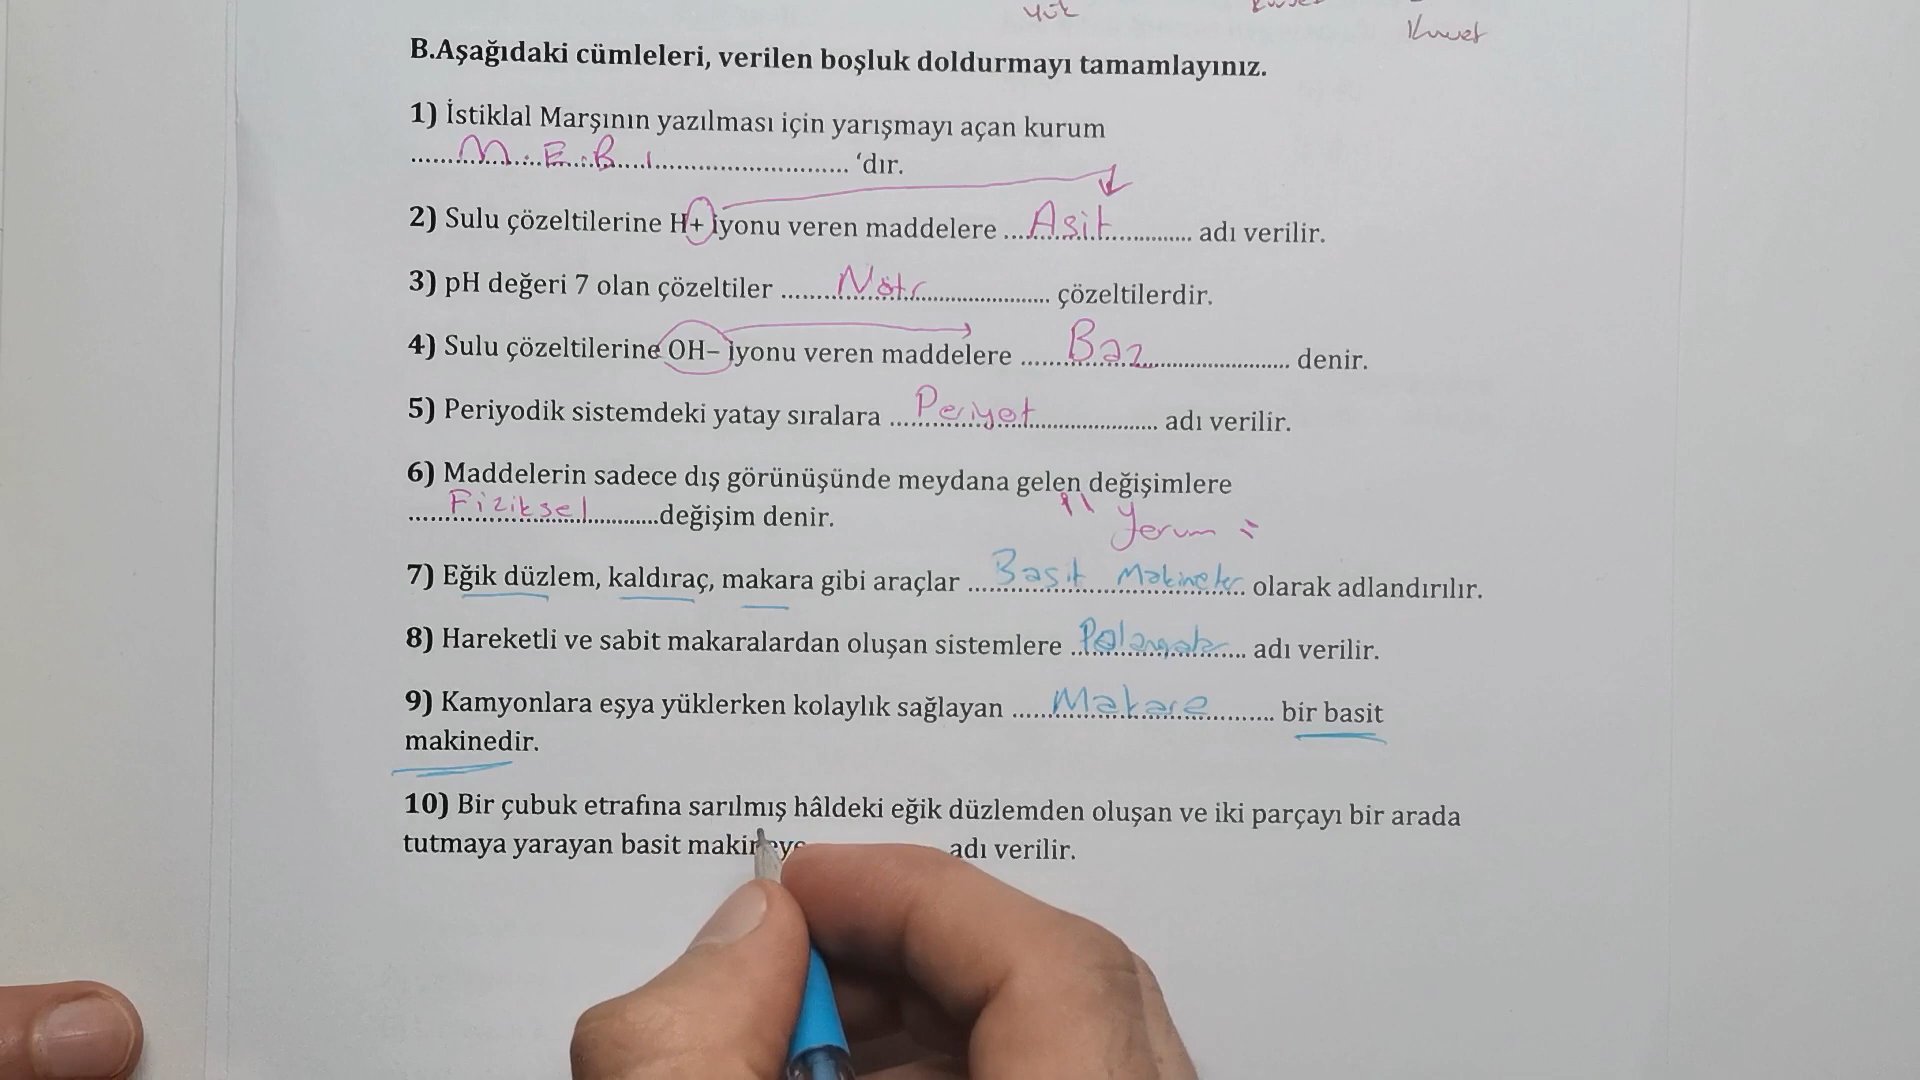 Yük
Kuvvet
B.Aşağıdaki cümleleri, verilen boşluk doldurmayı tamamlayınız.
1) İstiklal Marşının yazılması için yarışmayı açan kurum
M.E.B 'dır.
2) Sulu çözeltilerine H+ iyonu veren maddelere Asit adı verilir.
3) pH değeri 7 olan çözeltiler Nötr çözeltilerdir.
4) Sulu çözeltilerine OH– iyonu veren maddelere Baz denir.
5) Periyodik sistemdeki yatay sıralara Periyot adı verilir.
6) Maddelerin sadece dış görünüşünde meydana gelen değişimlere
Fiziksel değişim denir.
Yorum
7) Eğik düzlem, kaldıraç, makara gibi araçlar Basit Makineler olarak adlandırılır.
8) Hareketli ve sabit makaralardan oluşan sistemlere Palangalar adı verilir.
9) Kamyonlara eşya yüklerken kolaylık sağlayan Makara bir basit
makinedir.
10) Bir çubuk etrafına sarılmış hâldeki eğik düzlemden oluşan ve iki parçayı bir arada
tutmaya yarayan basit makineye adı verilir.